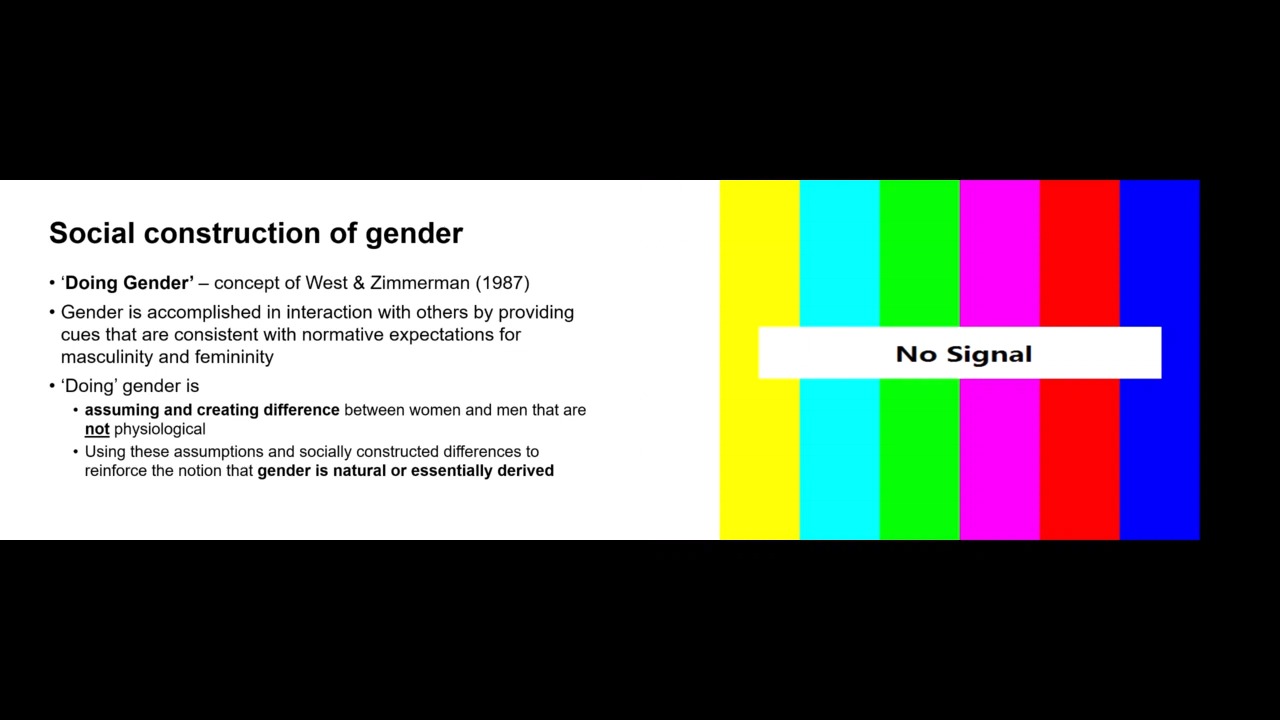 Social construction of gender
• ‘Doing Gender’ – concept of West & Zimmerman (1987)
• Gender is accomplished in interaction with others by providing
cues that are consistent with normative expectations for
masculinity and femininity
• ‘Doing’ gender is
• assuming and creating difference between women and men that are
not physiological
• Using these assumptions and socially constructed differences to
reinforce the notion that gender is natural or essentially derived
No Signal